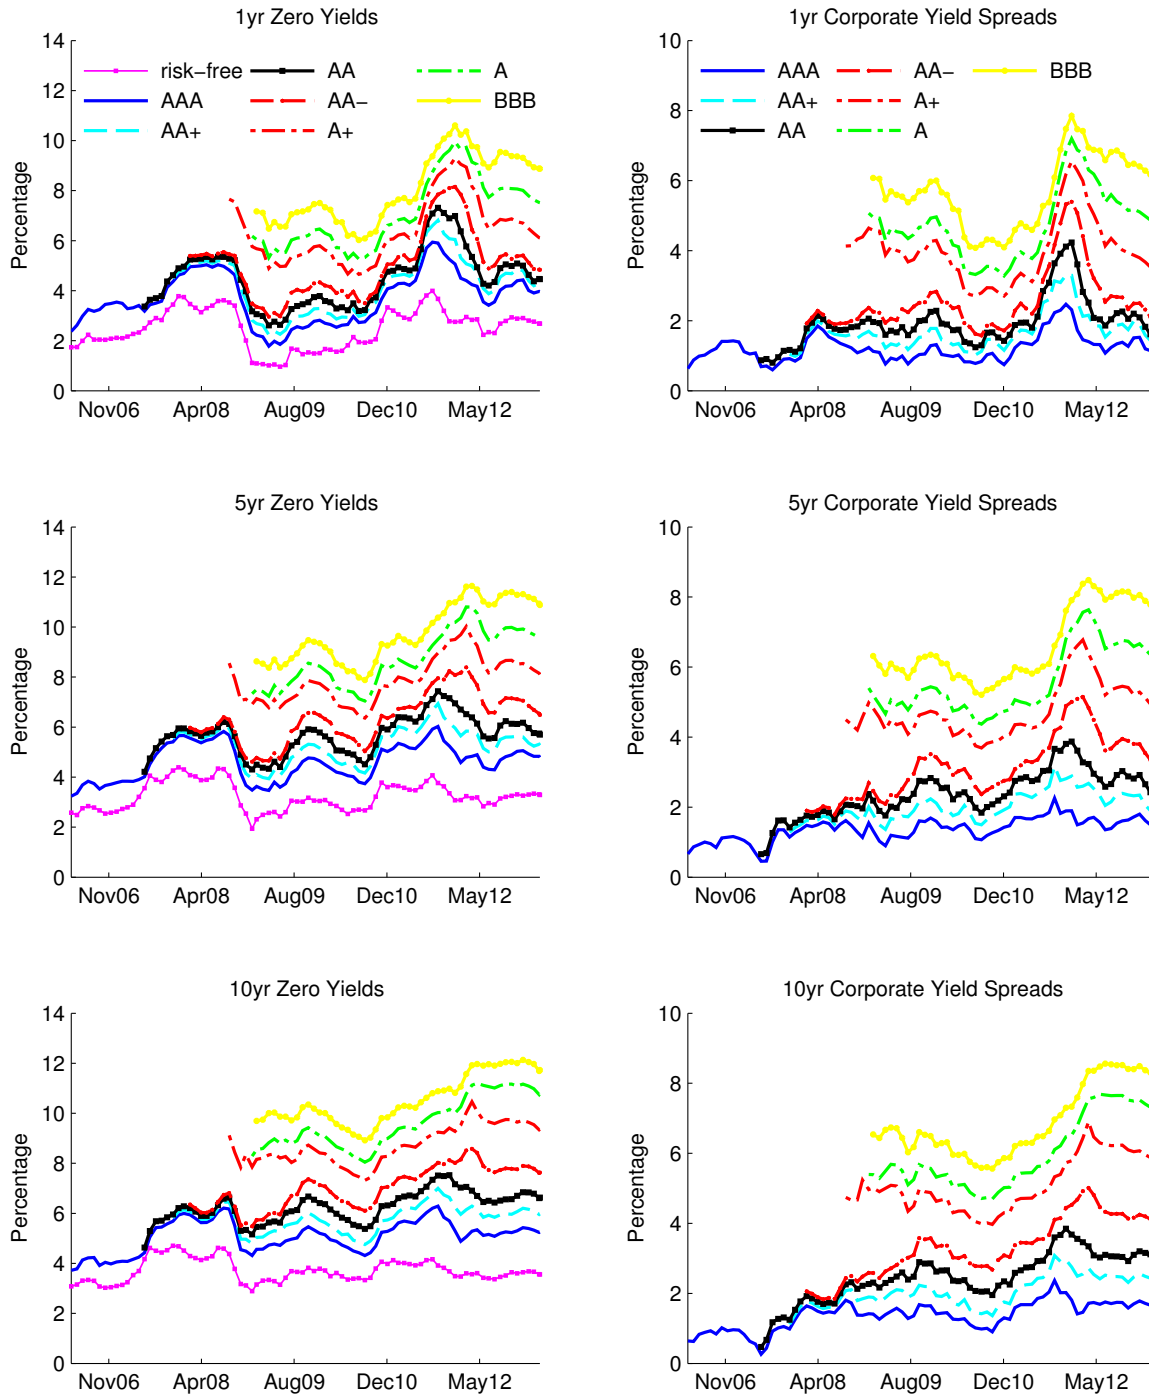 1yr Zero Yields
14
12
10
8
6
4
2
0
Percentage
risk-free
AAA
AA+
AA
AA-
A+
A
BBB
Nov06 Apr08 Aug09 Dec10 May12
1yr Corporate Yield Spreads
10
8
6
4
2
0
Percentage
AAA
AA+
AA
AA-
A+
A
BBB
Nov06 Apr08 Aug09 Dec10 May12
5yr Zero Yields
14
12
10
8
6
4
2
0
Percentage
Nov06 Apr08 Aug09 Dec10 May12
5yr Corporate Yield Spreads
10
8
6
4
2
0
Percentage
Nov06 Apr08 Aug09 Dec10 May12
10yr Zero Yields
14
12
10
8
6
4
2
0
Percentage
Nov06 Apr08 Aug09 Dec10 May12
10yr Corporate Yield Spreads
10
8
6
4
2
0
Percentage
Nov06 Apr08 Aug09 Dec10 May12